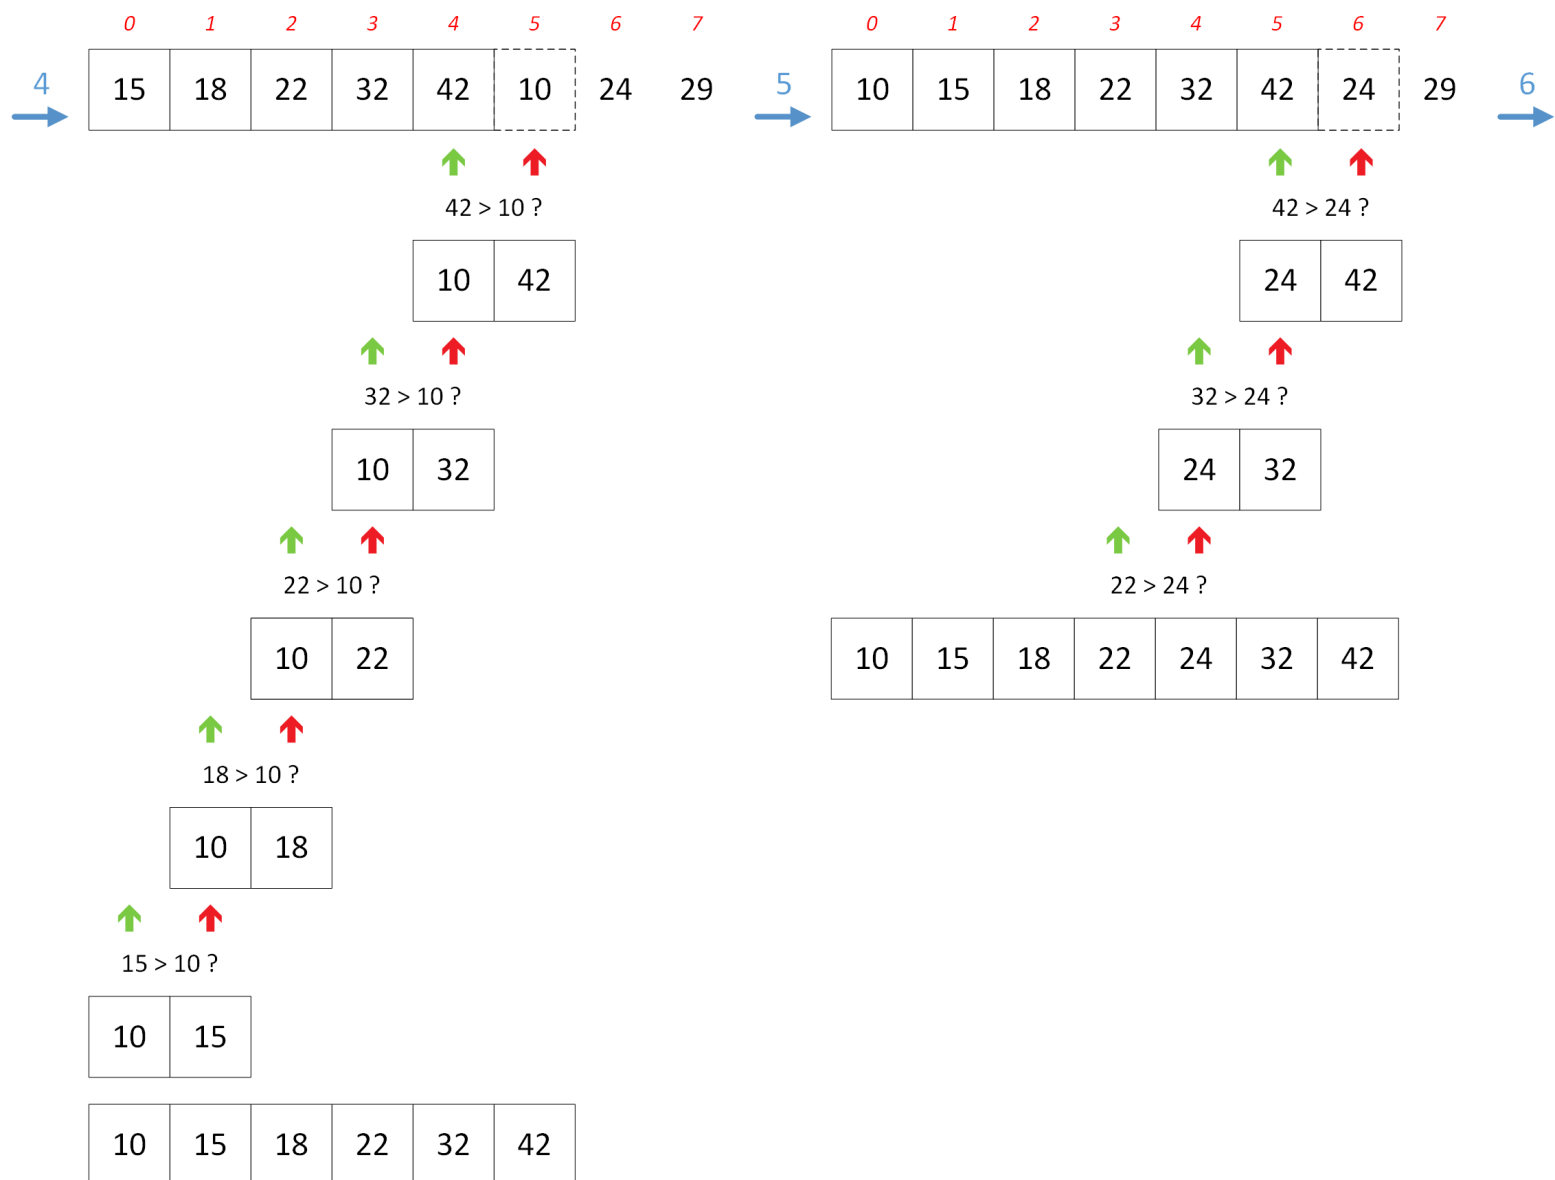 0 1 2 3 4 5 6 7
4
15 18 22 32 42 10 24 29
42 > 10 ?
10 42
32 > 10 ?
10 32
22 > 10 ?
10 22
18 > 10 ?
10 18
15 > 10 ?
10 15
10 15 18 22 32 42
0 1 2 3 4 5 6 7
5
10 15 18 22 32 42 24 29
42 > 24 ?
24 42
32 > 24 ?
24 32
22 > 24 ?
10 15 18 22 24 32 42
6